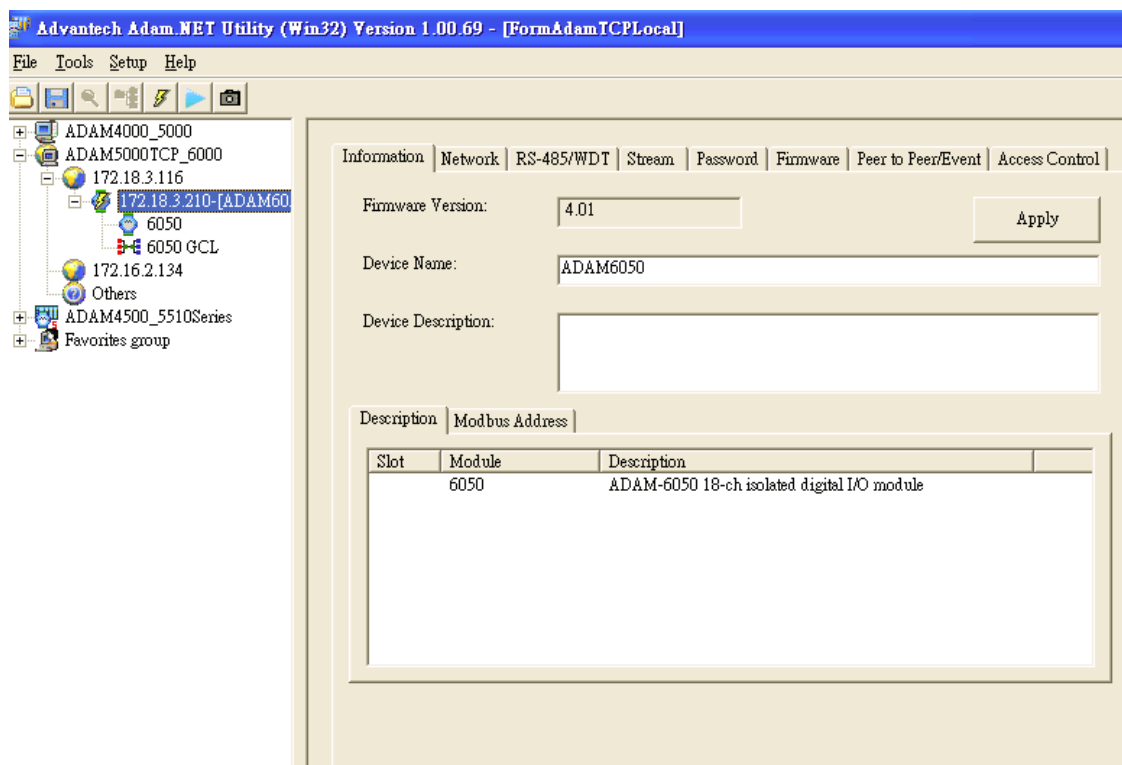 Advantech Adam.NET Utility (Win32) Version 1.00.69 - [FormAdamTCPLocal]
File Tools Setup Help
ADAM4000_5000
ADAM5000TCP_6000
172.18.3.116
172.18.3.210-[ADAM60
6050
6050 GCL
172.16.2.134
Others
ADAM4500_5510Series
Favorites group
Information Network RS-485/WDT Stream Password Firmware Peer to Peer/Event Access Control
Firmware Version: 4.01 Apply
Device Name: ADAM6050
Device Description:
Description Modbus Address
Slot Module Description
6050 ADAM-6050 18-ch isolated digital I/O module